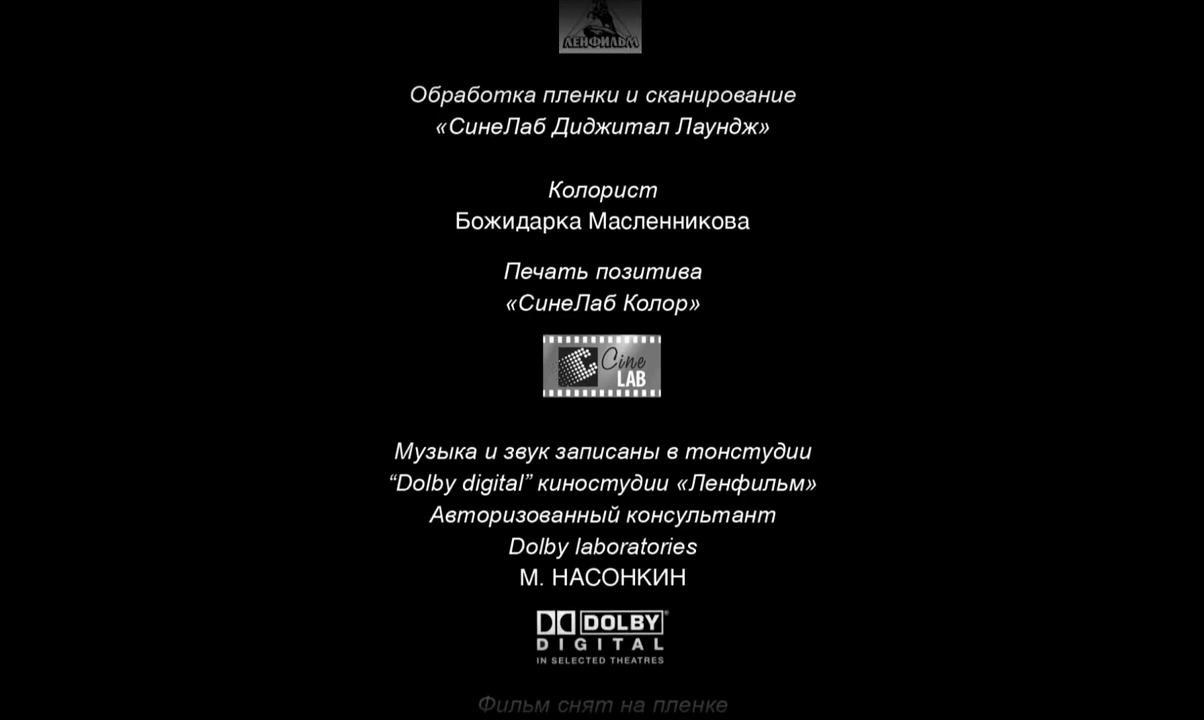 ЛЕНФИЛЬМ
Обработка пленки и сканирование
«СинеЛаб Диджитал Лаундж»
Колорист
Божидарка Масленникова
Печать позитива
«СинеЛаб Колор»
Cine
LAB
Музыка и звук записаны в тонстудии
“Dolby digital” киностудии «Ленфильм»
Авторизованный консультант
Dolby laboratories
М. НАСОНКИН
DOLBY®
DIGITAL
IN SELECTED THEATRES
Фильм снят на пленке